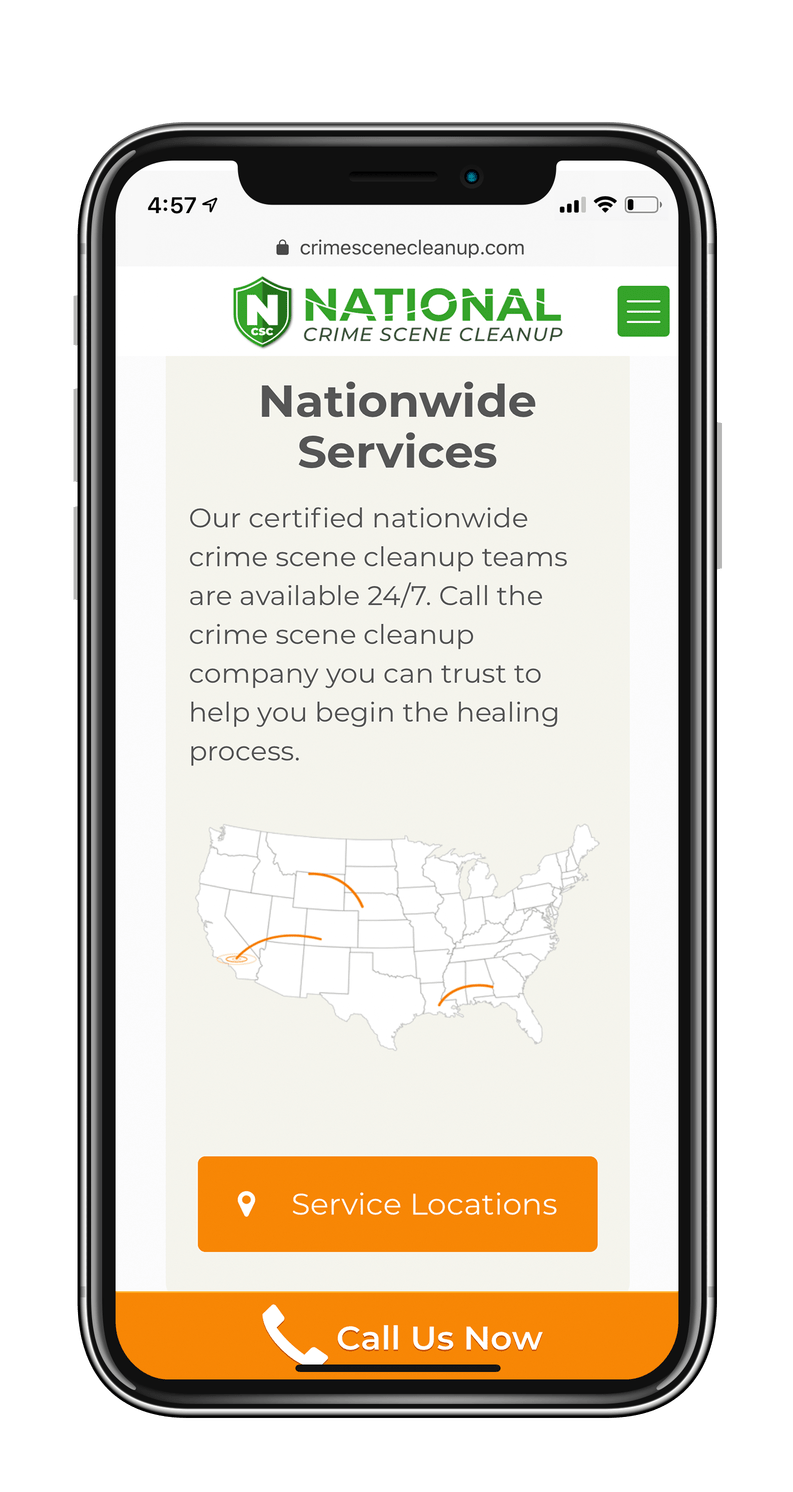 4:57
crimescenecleanup.com
N
CSC
NATIONAL
CRIME SCENE CLEANUP
Nationwide
Services
Our certified nationwide
crime scene cleanup teams
are available 24/7. Call the
crime scene cleanup
company you can trust to
help you begin the healing
process.
Service Locations
Call Us Now